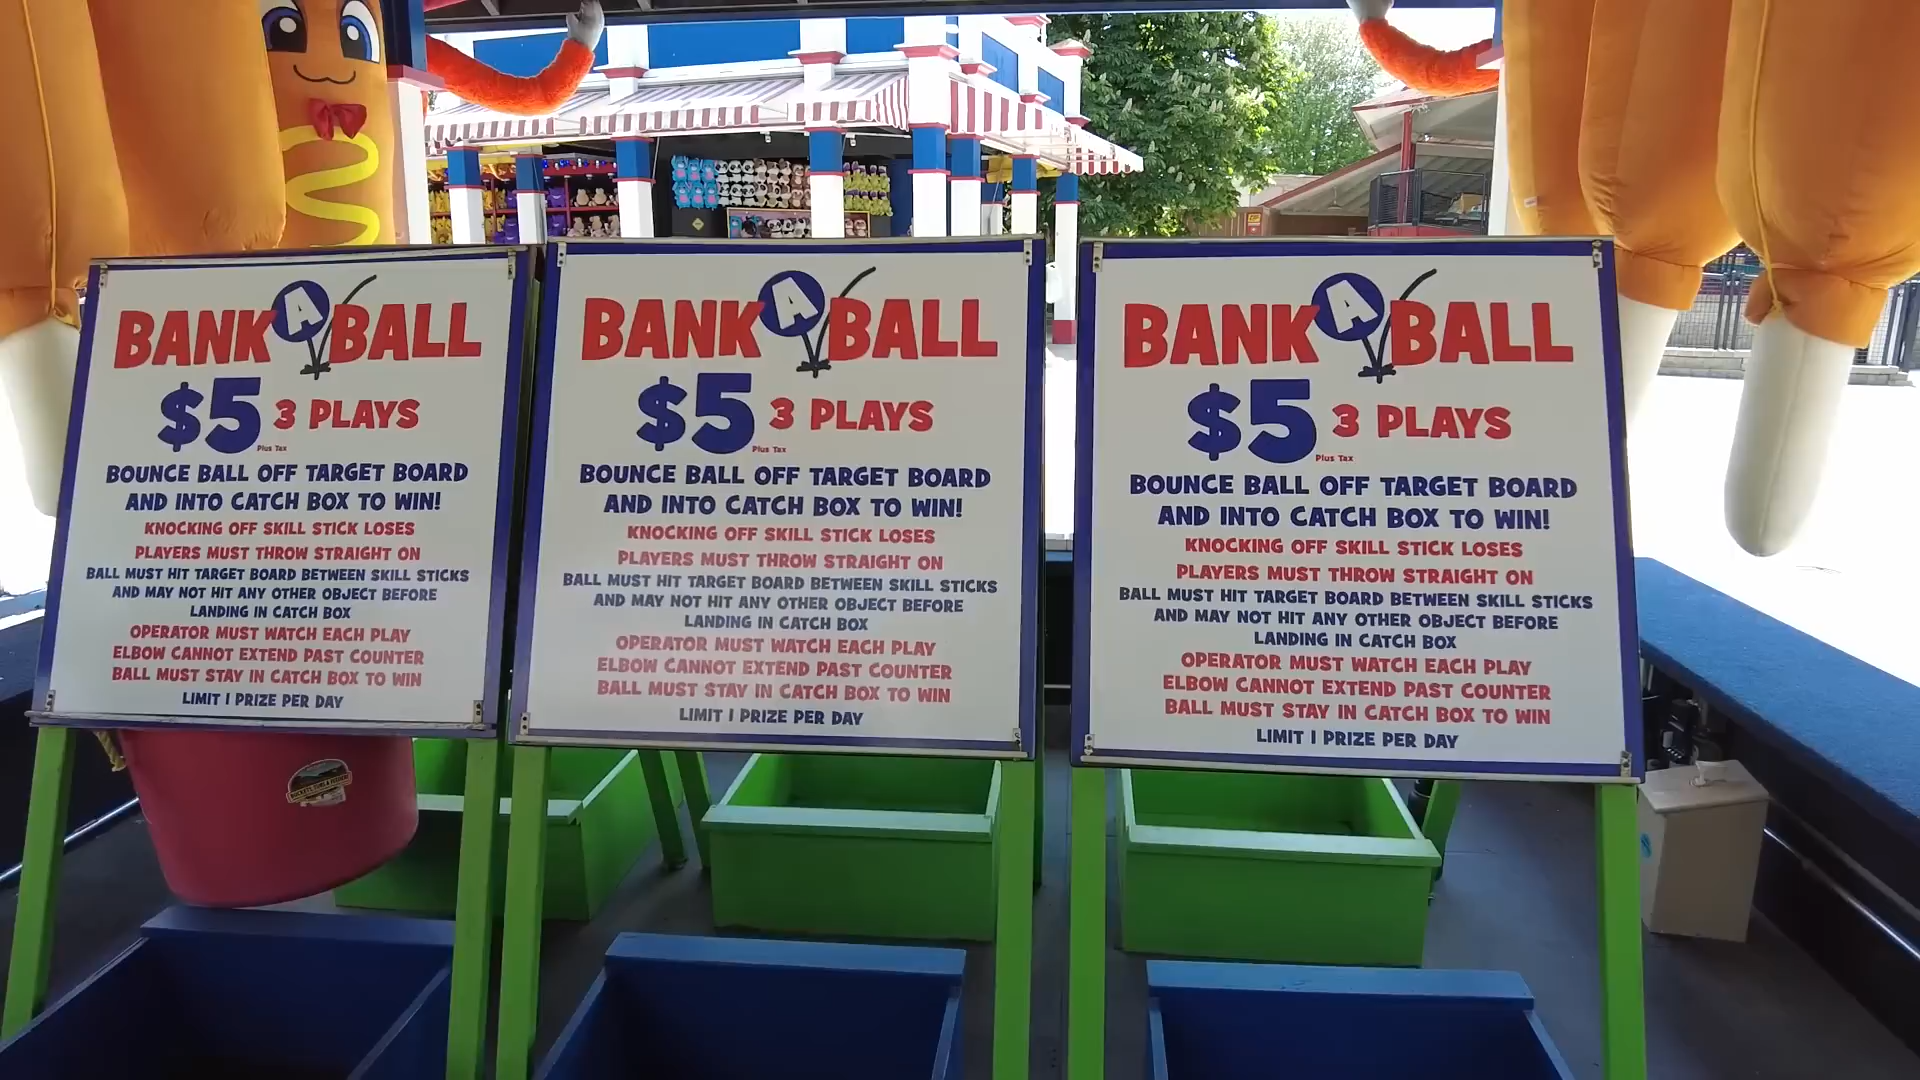 BANK A BALL
$5 3 PLAYS
Plus Tax
BOUNCE BALL OFF TARGET BOARD
AND INTO CATCH BOX TO WIN!
KNOCKING OFF SKILL STICK LOSES
PLAYERS MUST THROW STRAIGHT ON
BALL MUST HIT TARGET BOARD BETWEEN SKILL STICKS
AND MAY NOT HIT ANY OTHER OBJECT BEFORE
LANDING IN CATCH BOX
OPERATOR MUST WATCH EACH PLAY
ELBOW CANNOT EXTEND PAST COUNTER
BALL MUST STAY IN CATCH BOX TO WIN
LIMIT 1 PRIZE PER DAY
BANK A BALL
$5 3 PLAYS
Plus Tax
BOUNCE BALL OFF TARGET BOARD
AND INTO CATCH BOX TO WIN!
KNOCKING OFF SKILL STICK LOSES
PLAYERS MUST THROW STRAIGHT ON
BALL MUST HIT TARGET BOARD BETWEEN SKILL STICKS
AND MAY NOT HIT ANY OTHER OBJECT BEFORE
LANDING IN CATCH BOX
OPERATOR MUST WATCH EACH PLAY
ELBOW CANNOT EXTEND PAST COUNTER
BALL MUST STAY IN CATCH BOX TO WIN
LIMIT 1 PRIZE PER DAY
BANK A BALL
$5 3 PLAYS
Plus Tax
BOUNCE BALL OFF TARGET BOARD
AND INTO CATCH BOX TO WIN!
KNOCKING OFF SKILL STICK LOSES
PLAYERS MUST THROW STRAIGHT ON
BALL MUST HIT TARGET BOARD BETWEEN SKILL STICKS
AND MAY NOT HIT ANY OTHER OBJECT BEFORE
LANDING IN CATCH BOX
OPERATOR MUST WATCH EACH PLAY
ELBOW CANNOT EXTEND PAST COUNTER
BALL MUST STAY IN CATCH BOX TO WIN
LIMIT 1 PRIZE PER DAY